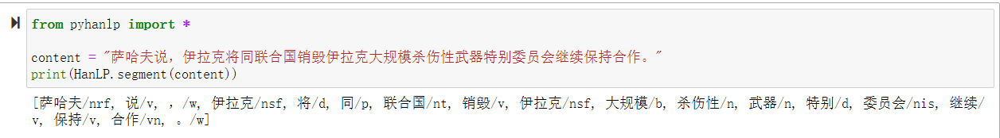 from pyhanlp import *
content = "萨哈夫说，伊拉克将同联合国销毁伊拉克大规模杀伤性武器特别委员会继续保持合作。"
print(HanLP.segment(content))
[萨哈夫/nrf, 说/v, ，/w, 伊拉克/nsf, 将/d, 同/p, 联合国/nt, 销毁/v, 伊拉克/nsf, 大规模/b, 杀伤性/n, 武器/n, 特别/d, 委员会/nis, 继续/
v, 保持/v, 合作/vn, 。/w]